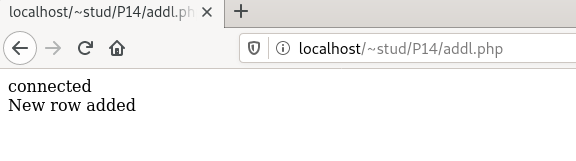 localhost/~stud/P14/addl.ph
localhost/~stud/P14/addl.php
connected
New row added